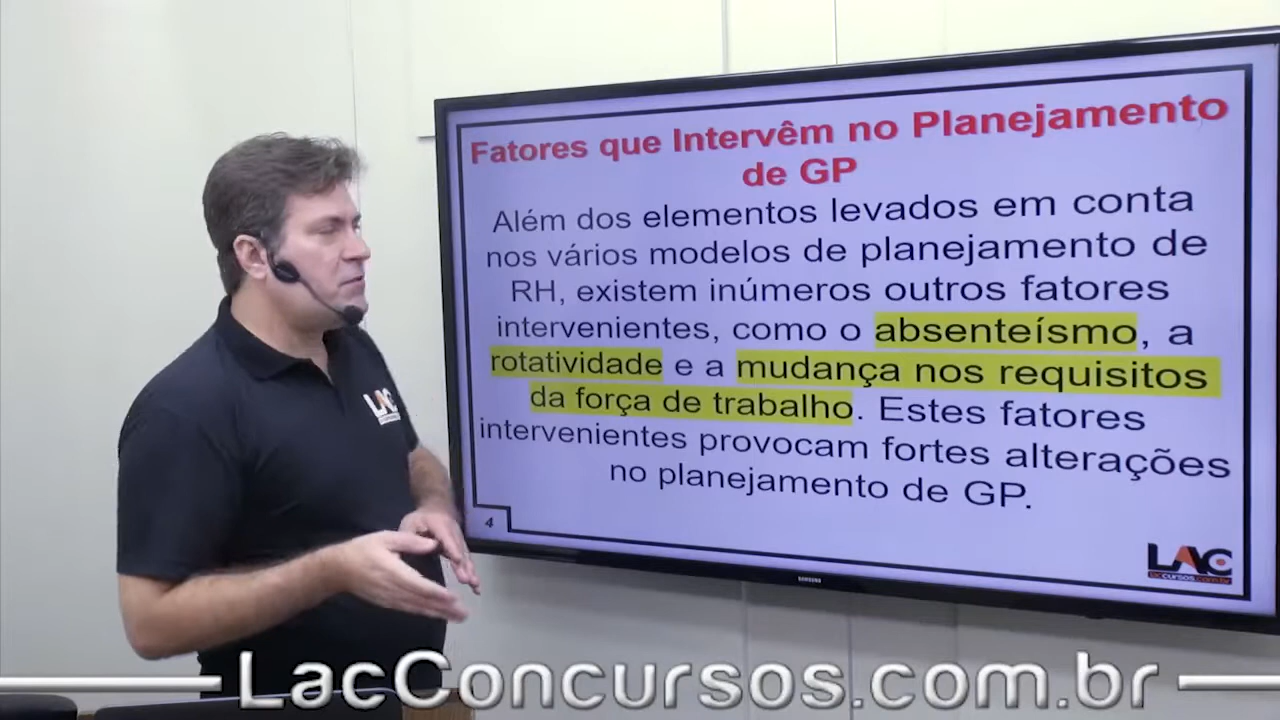 Fatores que Intervêm no Planejamento
de GP
Além dos elementos levados em conta
nos vários modelos de planejamento de
RH, existem inúmeros outros fatores
intervenientes, como o absenteísmo, a
rotatividade e a mudança nos requisitos
da força de trabalho. Estes fatores
intervenientes provocam fortes alterações
no planejamento de GP.
4
LAC
laccursos.com.br
SAMSUNG
LAC
LacConcursos.com.br